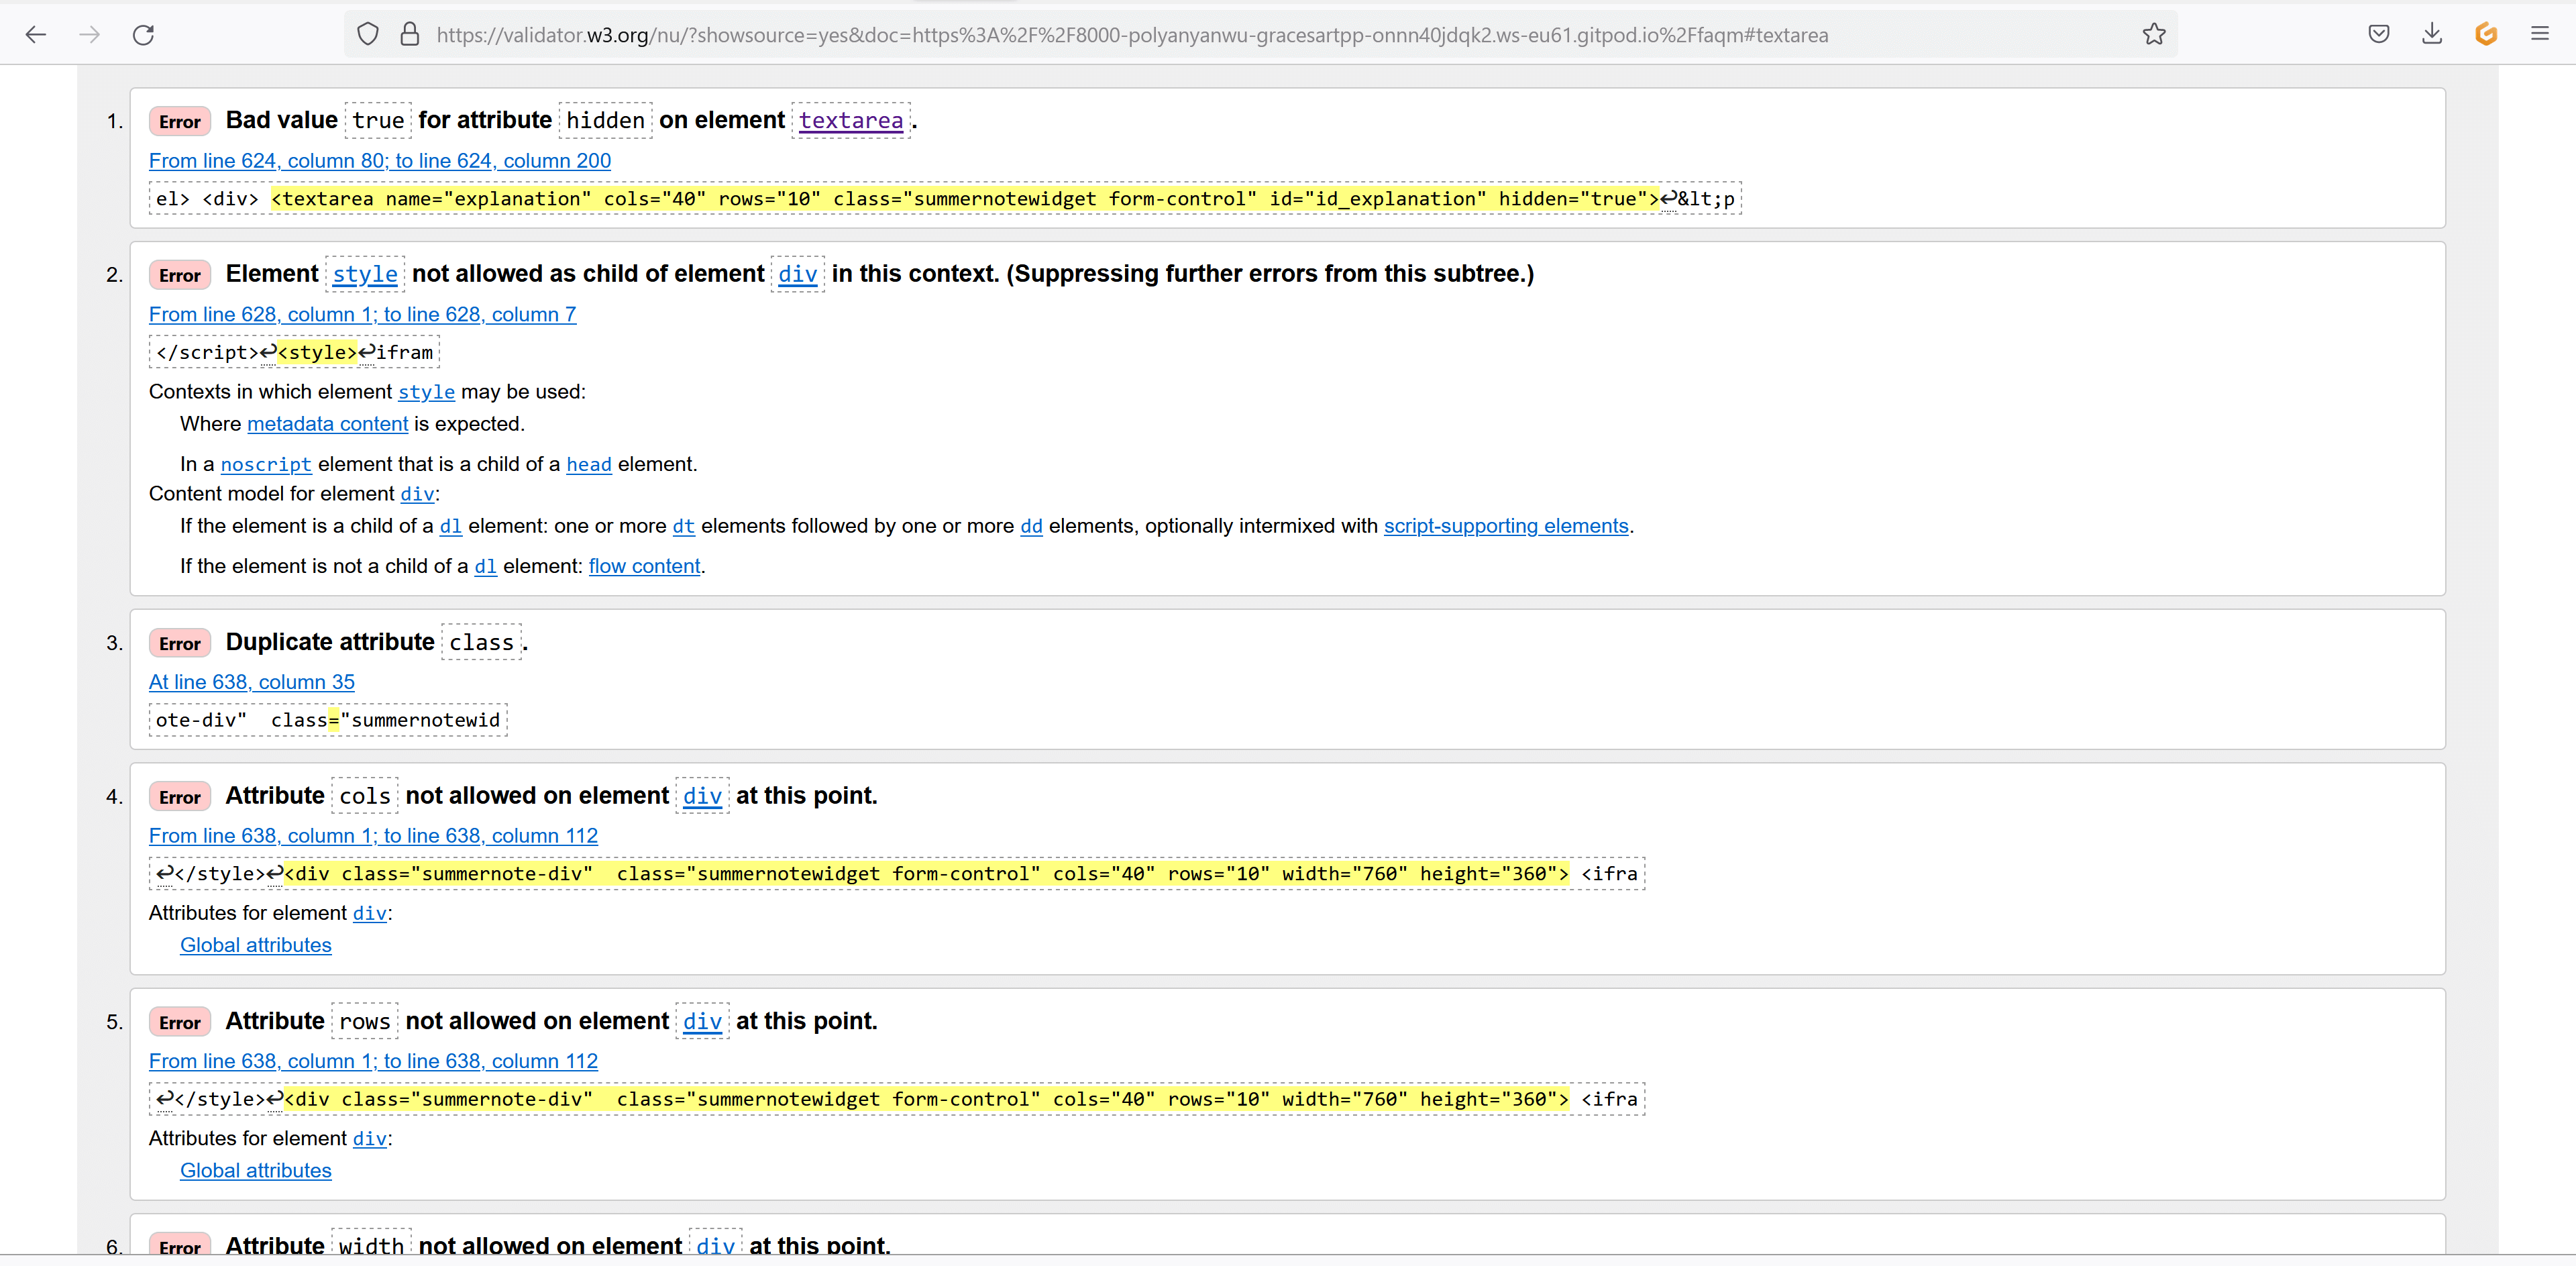 https://validator.w3.org/nu/?showsource=yes&doc=https%3A%2F%2F8000-polyanyanwu-gracesartpp-onnn40jdqk2.ws-eu61.gitpod.io%2Ffaqm#textarea
1. Error Bad value true for attribute hidden on element textarea.
From line 624, column 80; to line 624, column 200
el> <div> <textarea name="explanation" cols="40" rows="10" class="summernotewidget form-control" id="id_explanation" hidden="true">↩&lt;p
2. Error Element style not allowed as child of element div in this context. (Suppressing further errors from this subtree.)
From line 628, column 1; to line 628, column 7
</script>↩<style>↩ifram
Contexts in which element style may be used:
Where metadata content is expected.
In a noscript element that is a child of a head element.
Content model for element div:
If the element is a child of a dl element: one or more dt elements followed by one or more dd elements, optionally intermixed with script-supporting elements.
If the element is not a child of a dl element: flow content.
3. Error Duplicate attribute class.
At line 638, column 35
ote-div"  class="summernotewid
4. Error Attribute cols not allowed on element div at this point.
From line 638, column 1; to line 638, column 112
↩</style>↩<div class="summernote-div"  class="summernotewidget form-control" cols="40" rows="10" width="760" height="360"> <ifra
Attributes for element div:
Global attributes
5. Error Attribute rows not allowed on element div at this point.
From line 638, column 1; to line 638, column 112
↩</style>↩<div class="summernote-div"  class="summernotewidget form-control" cols="40" rows="10" width="760" height="360"> <ifra
Attributes for element div:
Global attributes
6. Error Attribute width not allowed on element div at this point.